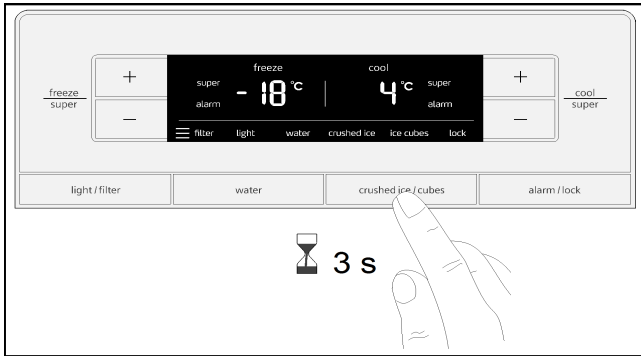 freeze
cool
super
- 18 °C
4 °C
super
alarm
alarm
filter
light
water
crushed ice
ice cubes
lock
freeze
super
+
—
+
—
cool
super
light / filter
water
crushed ice / cubes
alarm / lock
3 s